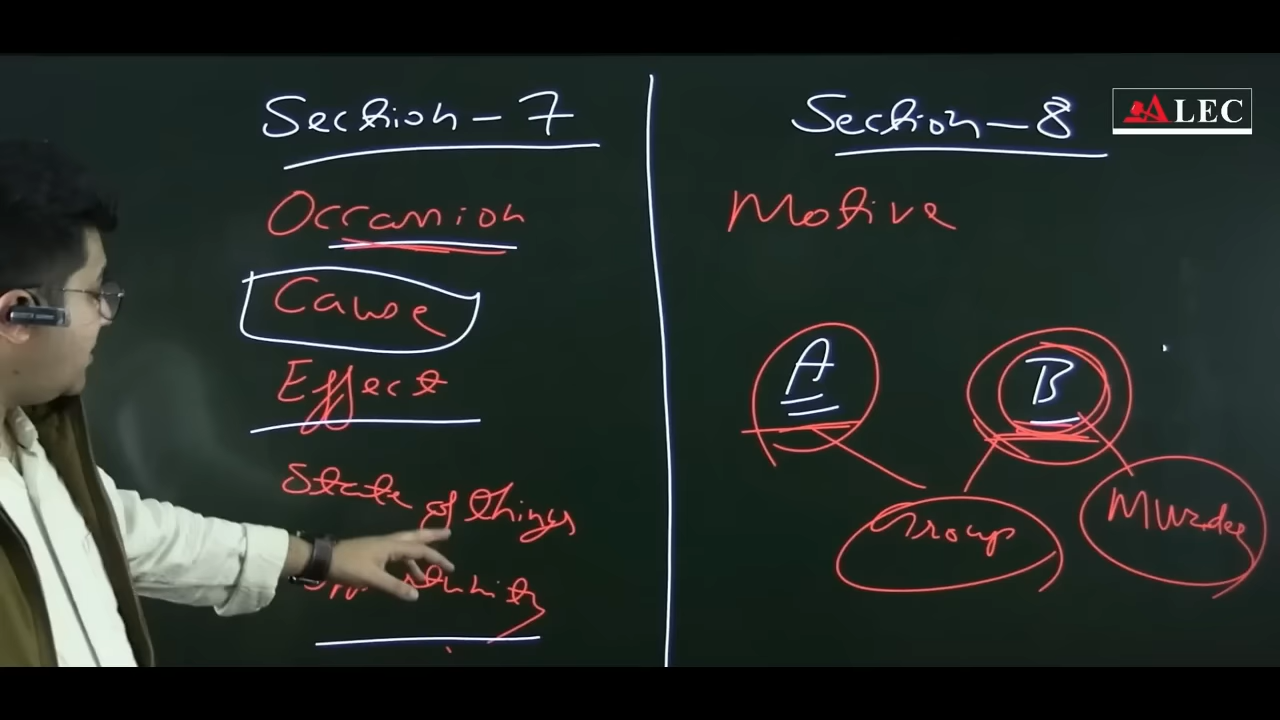 Section - 7
Occasion
Cause
Effect
State of things
Section - 8
Motive
A
B
Group
Murder
ALEC